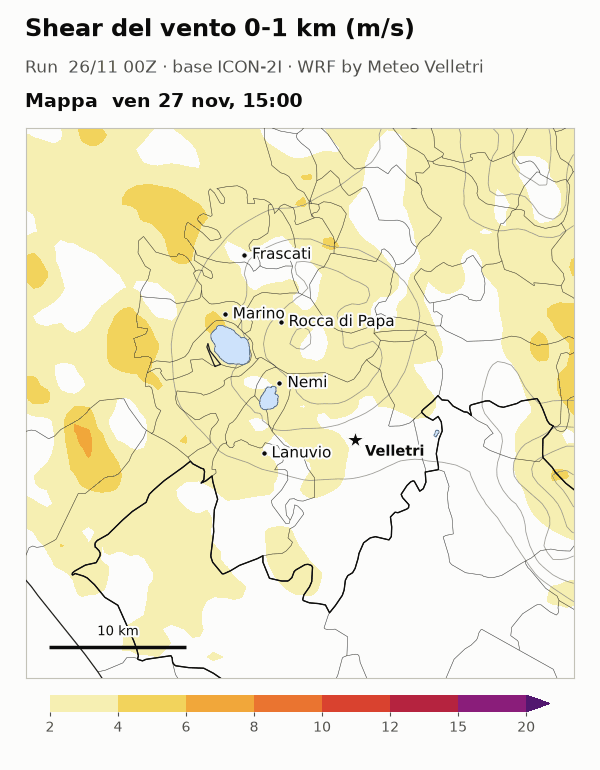 Shear del vento 0-1 km (m/s)
Run  26/11 00Z · base ICON-2I · WRF by Meteo Velletri
Mappa  ven 27 nov, 15:00
Frascati
Marino
Rocca di Papa
Nemi
Velletri
Lanuvio
10 km
2 4 6 8 10 12 15 20